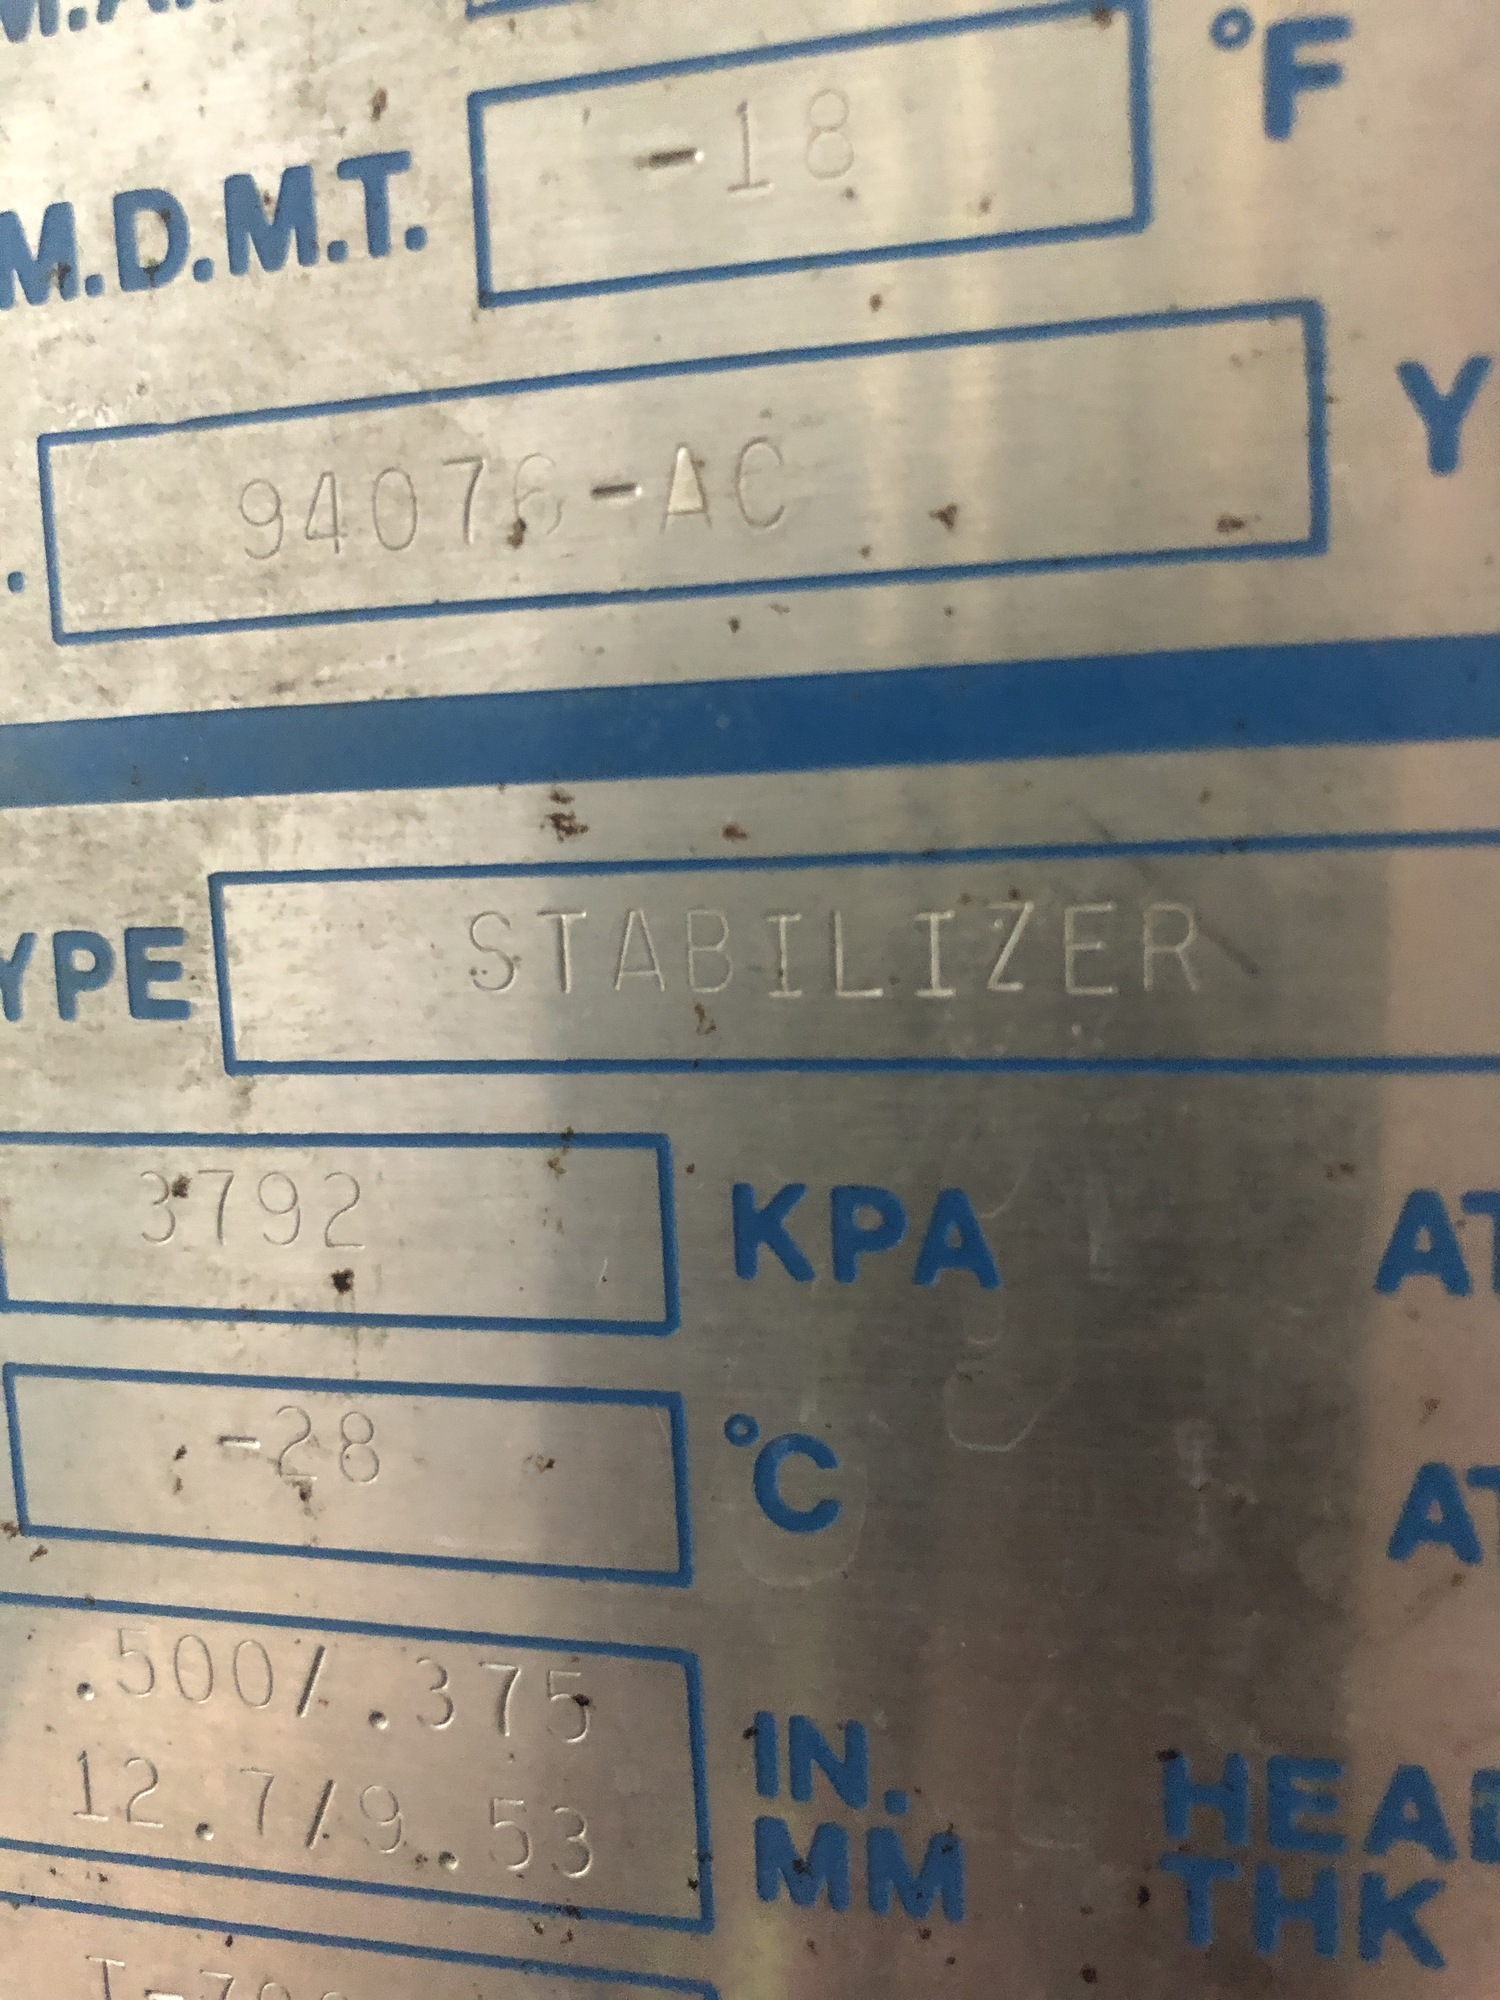 M.D.M.T. -18 °F
94076-AC Y
YPE STABILIZER
3792 KPA AT
-28 °C AT
.500/.375
12.7/9.53 IN.
MM HEAD
THK